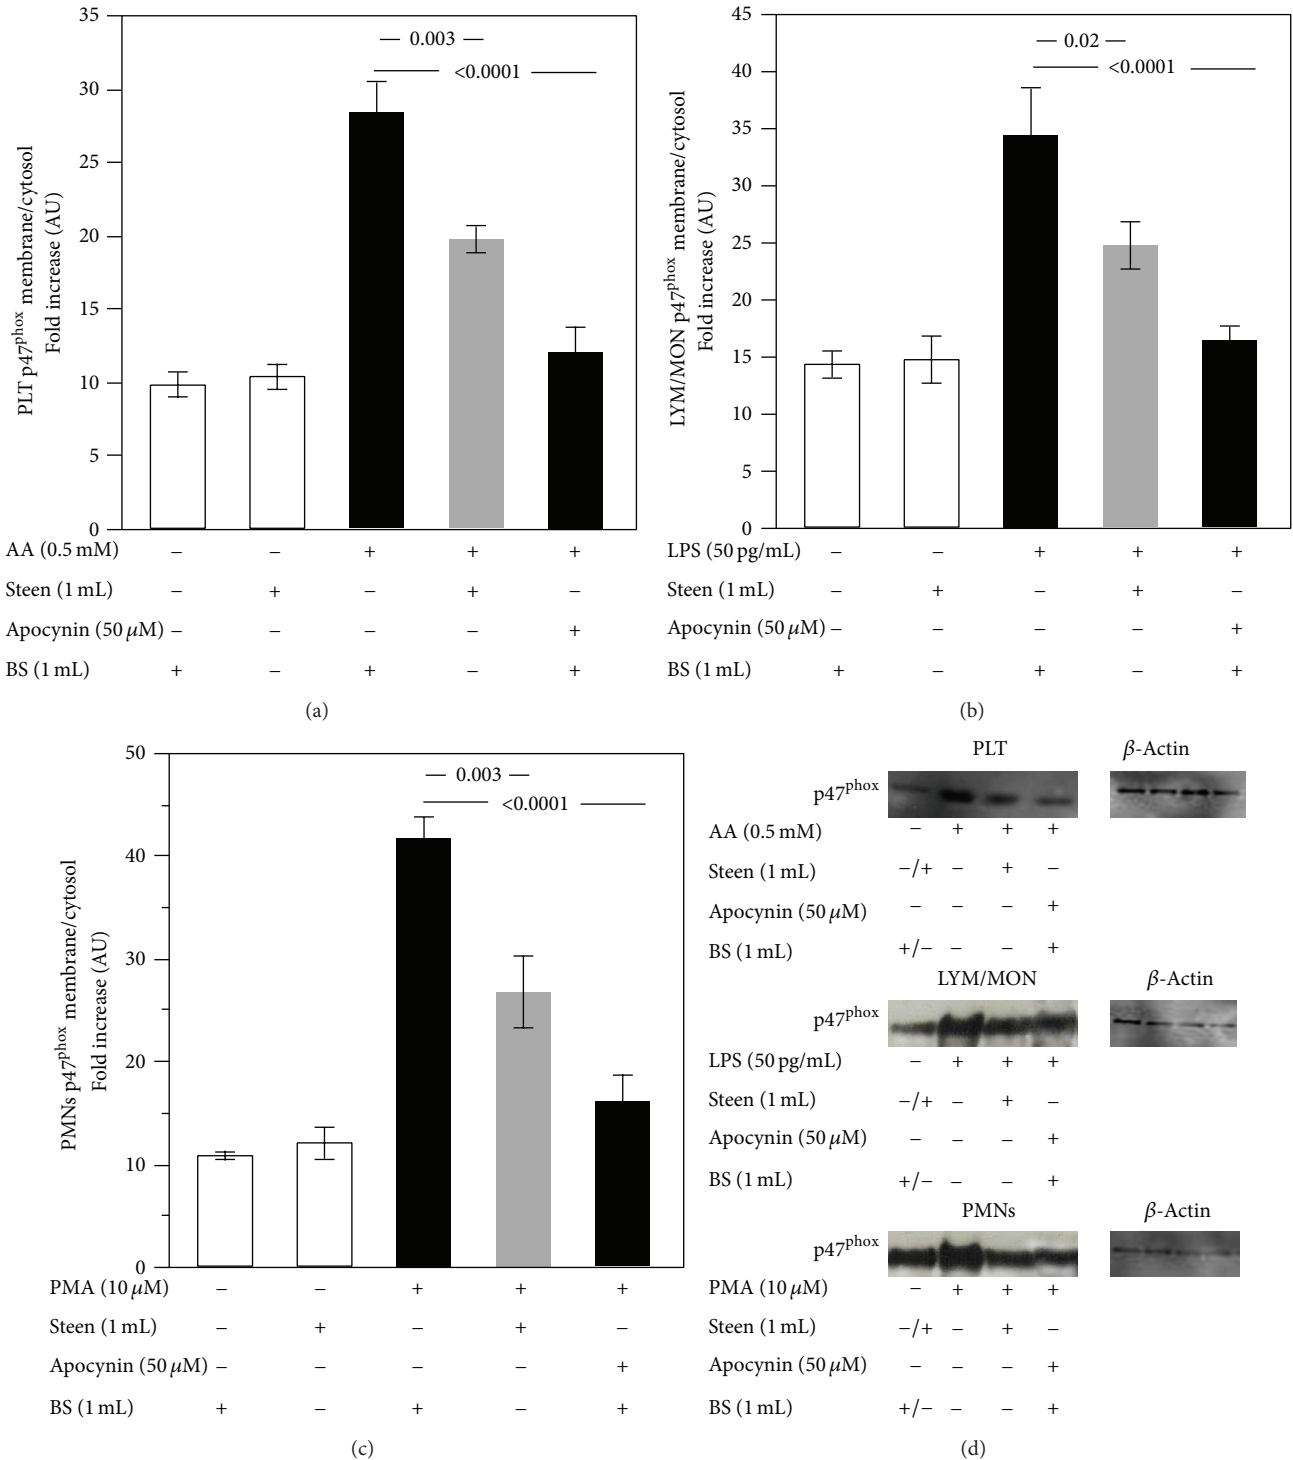 PLT p47phox membrane/cytosol
Fold increase (AU)
35
30
25
20
15
10
5
0
0.003
<0.0001
AA (0.5 mM) − − + + +
Steen (1 mL) − + − + −
Apocynin (50 μM) − − − − +
BS (1 mL) + − + − +
(a)
LYM/MON p47phox membrane/cytosol
Fold increase (AU)
45
40
35
30
25
20
15
10
5
0
0.02
<0.0001
LPS (50 pg/mL) − − + + +
Steen (1 mL) − + − + −
Apocynin (50 μM) − − − − +
BS (1 mL) + − + − +
(b)
PMNs p47phox membrane/cytosol
Fold increase (AU)
50
40
30
20
10
0
0.003
<0.0001
PMA (10 μM) − − + + +
Steen (1 mL) − + − + −
Apocynin (50 μM) − − − − +
BS (1 mL) + − + − +
(c)
PLT β-Actin
p47phox
AA (0.5 mM) − + + +
Steen (1 mL) −/+ − + −
Apocynin (50 μM) − − − +
BS (1 mL) +/− − − +
LYM/MON β-Actin
p47phox
LPS (50 pg/mL) − + + +
Steen (1 mL) −/+ − + −
Apocynin (50 μM) − − − +
BS (1 mL) +/− − − +
PMNs β-Actin
p47phox
PMA (10 μM) − + + +
Steen (1 mL) −/+ − + −
Apocynin (50 μM) − − − +
BS (1 mL) +/− − − +
(d)